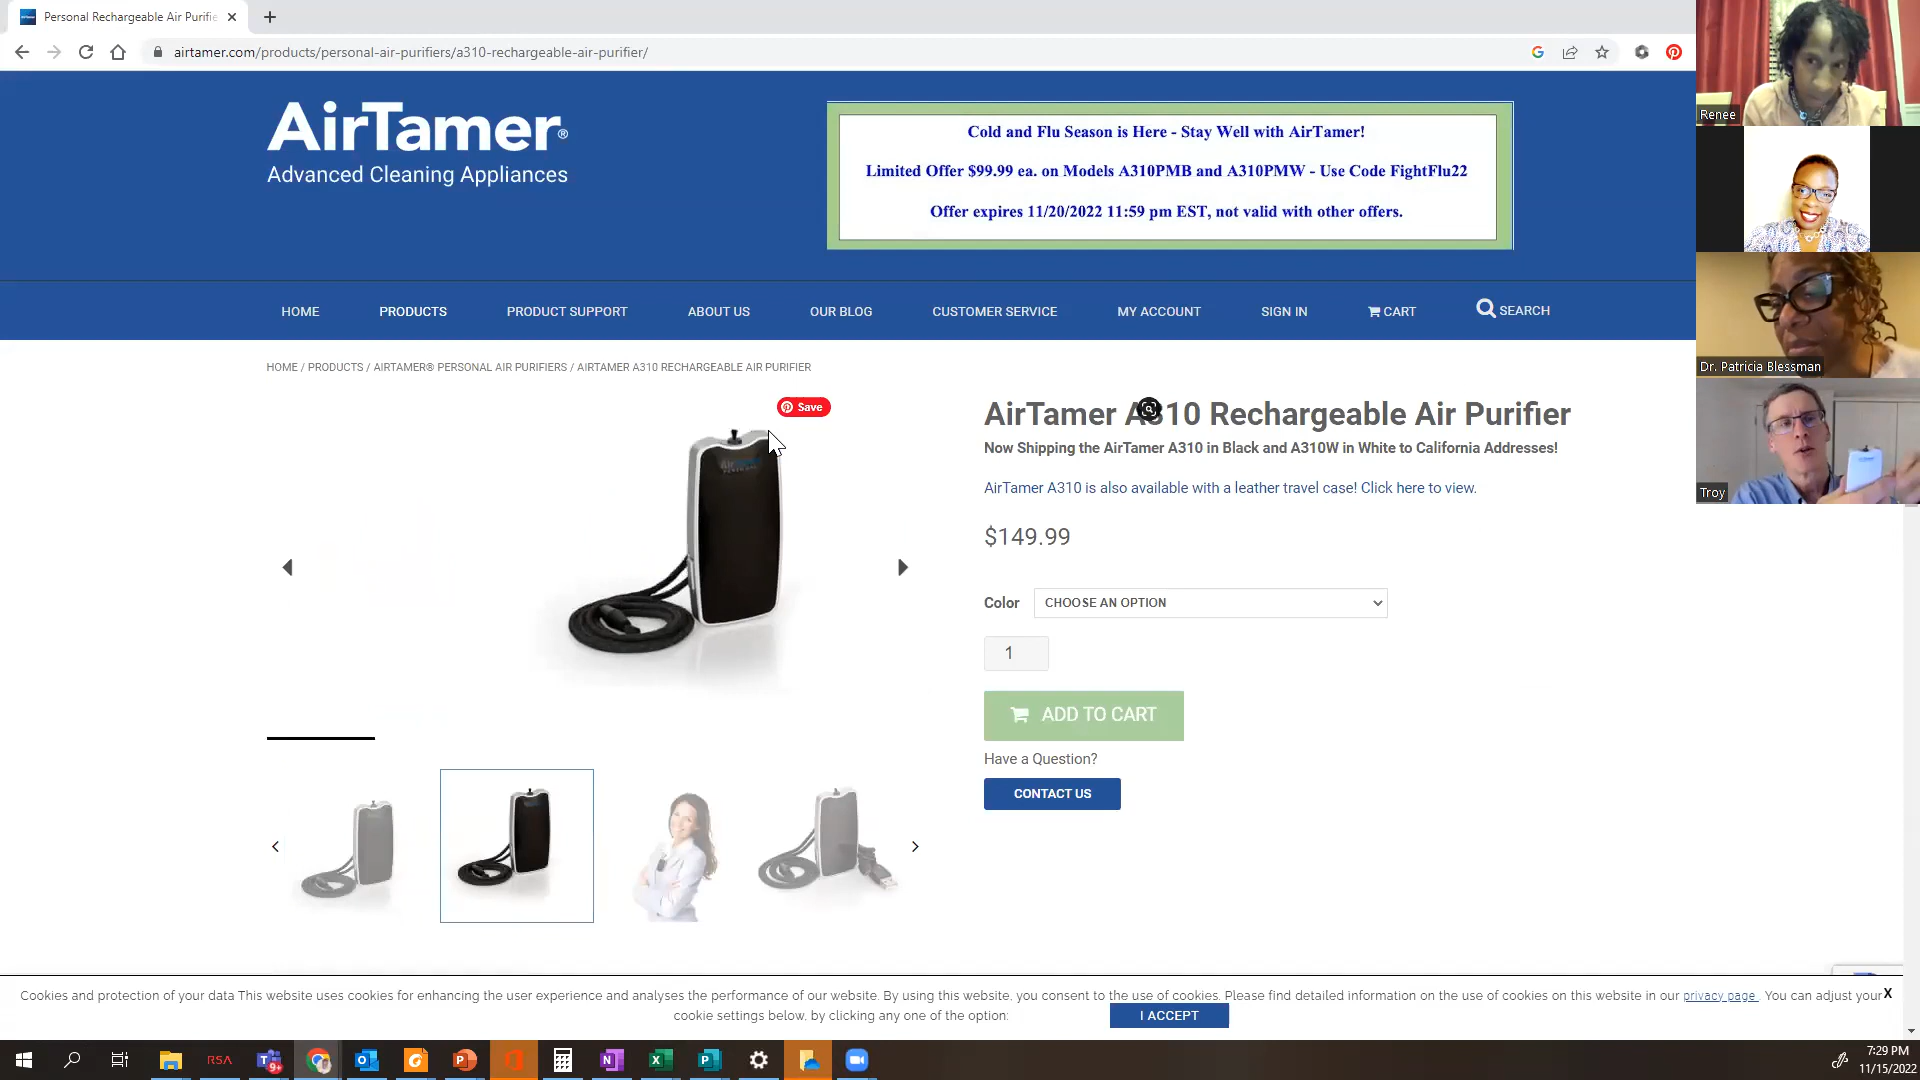 Personal Rechargeable Air Purifie
airtamer.com/products/personal-air-purifiers/a310-rechargeable-air-purifier/
AirTamer®
Advanced Cleaning Appliances
Cold and Flu Season is Here - Stay Well with AirTamer!
Limited Offer $99.99 ea. on Models A310PMB and A310PMW - Use Code FightFlu22
Offer expires 11/20/2022 11:59 pm EST, not valid with other offers.
Renee
HOME PRODUCTS PRODUCT SUPPORT ABOUT US OUR BLOG CUSTOMER SERVICE MY ACCOUNT SIGN IN CART SEARCH
Dr. Patricia Blessman
HOME / PRODUCTS / AIRTAMER® PERSONAL AIR PURIFIERS / AIRTAMER A310 RECHARGEABLE AIR PURIFIER
Save
AirTamer A310 Rechargeable Air Purifier
Now Shipping the AirTamer A310 in Black and A310W in White to California Addresses!
AirTamer A310 is also available with a leather travel case! Click here to view.
Troy
$149.99
Color CHOOSE AN OPTION
1
ADD TO CART
Have a Question?
CONTACT US
Cookies and protection of your data This website uses cookies for enhancing the user experience and analyses the performance of our website. By using this website, you consent to the use of cookies. Please find detailed information on the use of cookies on this website in our privacy page . You can adjust your X
cookie settings below, by clicking any one of the option: I ACCEPT
RSA
9+
7:29 PM
11/15/2022